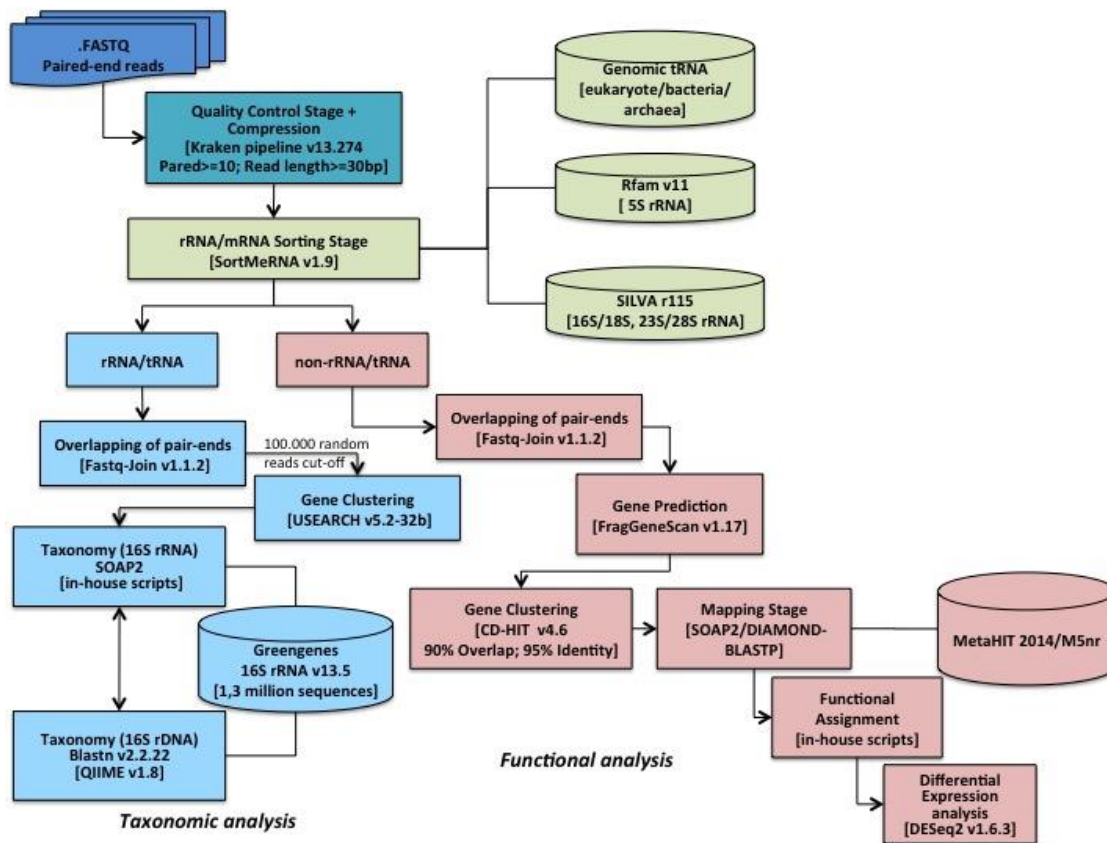 .FASTQ
Paired-end reads
Quality Control Stage +
Compression
[Kraken pipeline v13.274
Pared>=10; Read length>=30bp]
Genomic tRNA
[eukaryote/bacteria/
archaea]
Rfam v11
[ 5S rRNA]
rRNA/mRNA Sorting Stage
[SortMeRNA v1.9]
SILVA r115
[16S/18S, 23S/28S rRNA]
rRNA/tRNA
non-rRNA/tRNA
Overlapping of pair-ends
[Fastq-Join v1.1.2]
100.000 random
reads cut-off
Overlapping of pair-ends
[Fastq-Join v1.1.2]
Gene Clustering
[USEARCH v5.2-32b]
Gene Prediction
[FragGeneScan v1.17]
Taxonomy (16S rRNA)
SOAP2
[in-house scripts]
Gene Clustering
[CD-HIT v4.6
90% Overlap; 95% Identity]
Mapping Stage
[SOAP2/DIAMOND-
BLASTP]
MetaHIT 2014/M5nr
Greengenes
16S rRNA v13.5
[1,3 million sequences]
Functional
Assignment
[in-house scripts]
Taxonomy (16S rDNA)
Blastn v2.2.22
[QIIME v1.8]
Differential
Expression
analysis
[DESeq2 v1.6.3]
Functional analysis
Taxonomic analysis